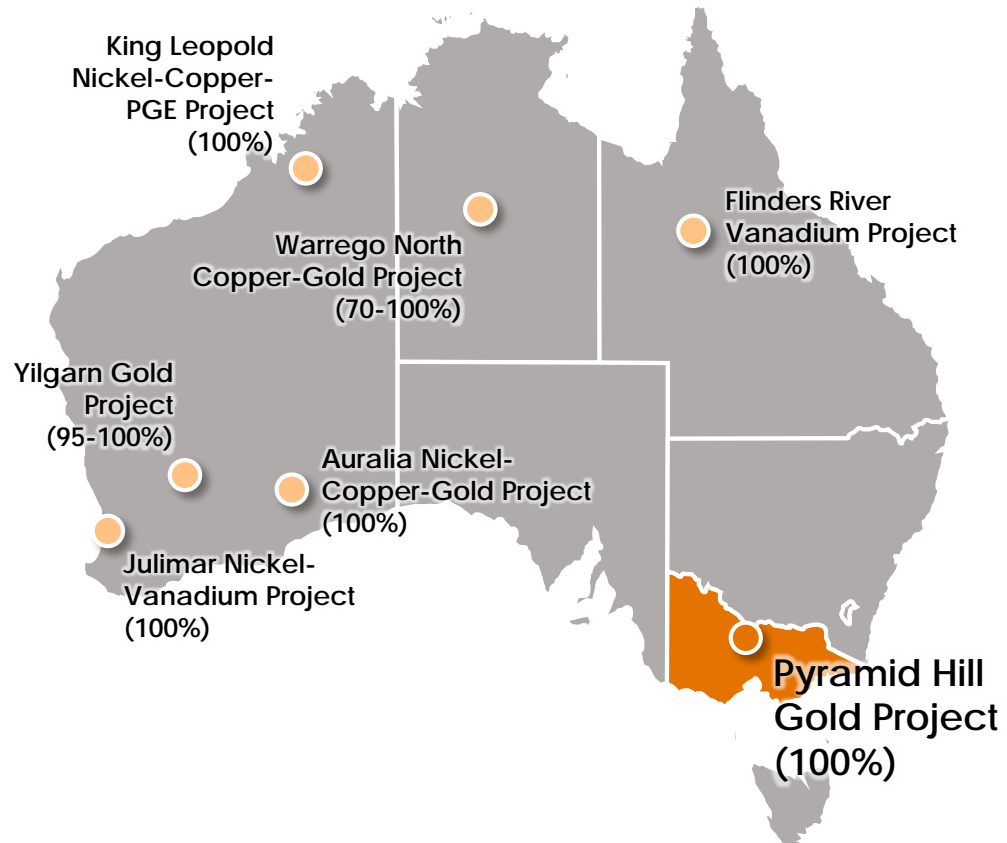 King Leopold
Nickel-Copper-
PGE Project
(100%)
Warrego North
Copper-Gold Project
(70-100%)
Flinders River
Vanadium Project
(100%)
Yilgarn Gold
Project
(95-100%)
Auralia Nickel-
Copper-Gold Project
(100%)
Julimar Nickel-
Vanadium Project
(100%)
Pyramid Hill
Gold Project
(100%)